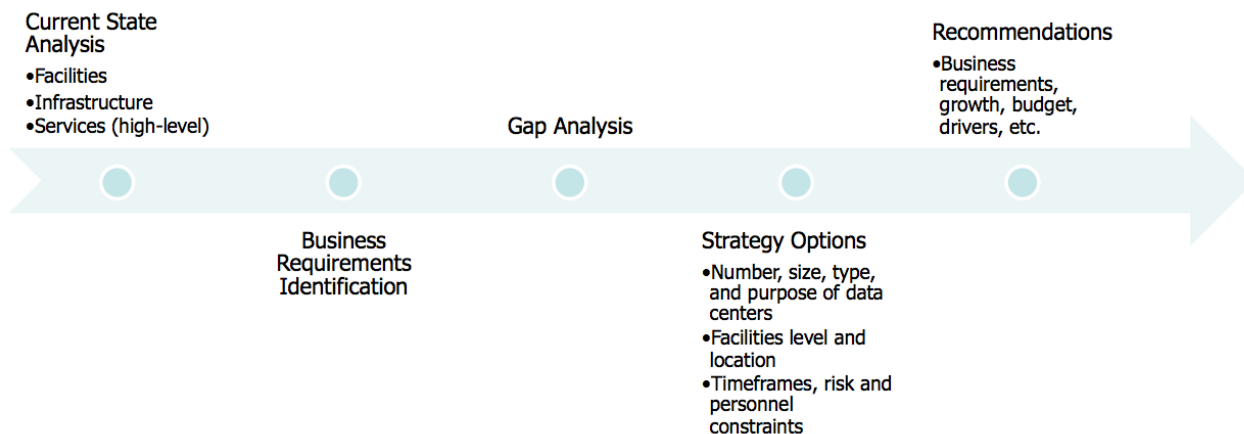 Current State
Analysis
•Facilities
•Infrastructure
•Services (high-level)
Business
Requirements
Identification
Gap Analysis
Strategy Options
•Number, size, type,
and purpose of data
centers
•Facilities level and
location
•Timeframes, risk and
personnel
constraints
Recommendations
•Business
requirements,
growth, budget,
drivers, etc.